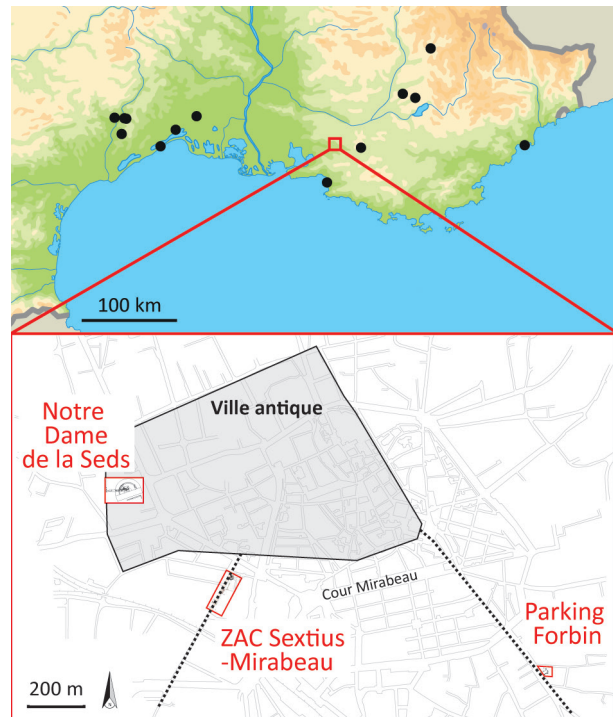 100 km
Ville antique
Notre
Dame
de la Seds
Cour Mirabeau
ZAC Sextius
-Mirabeau
Parking
Forbin
200 m